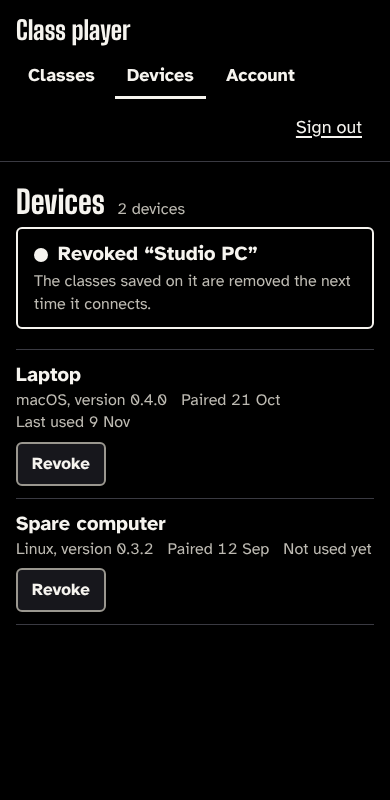 Class player
Classes Devices Account
Sign out
Devices 2 devices
Revoked “Studio PC”
The classes saved on it are removed the next
time it connects.
Laptop
macOS, version 0.4.0 Paired 21 Oct
Last used 9 Nov
Revoke
Spare computer
Linux, version 0.3.2 Paired 12 Sep Not used yet
Revoke